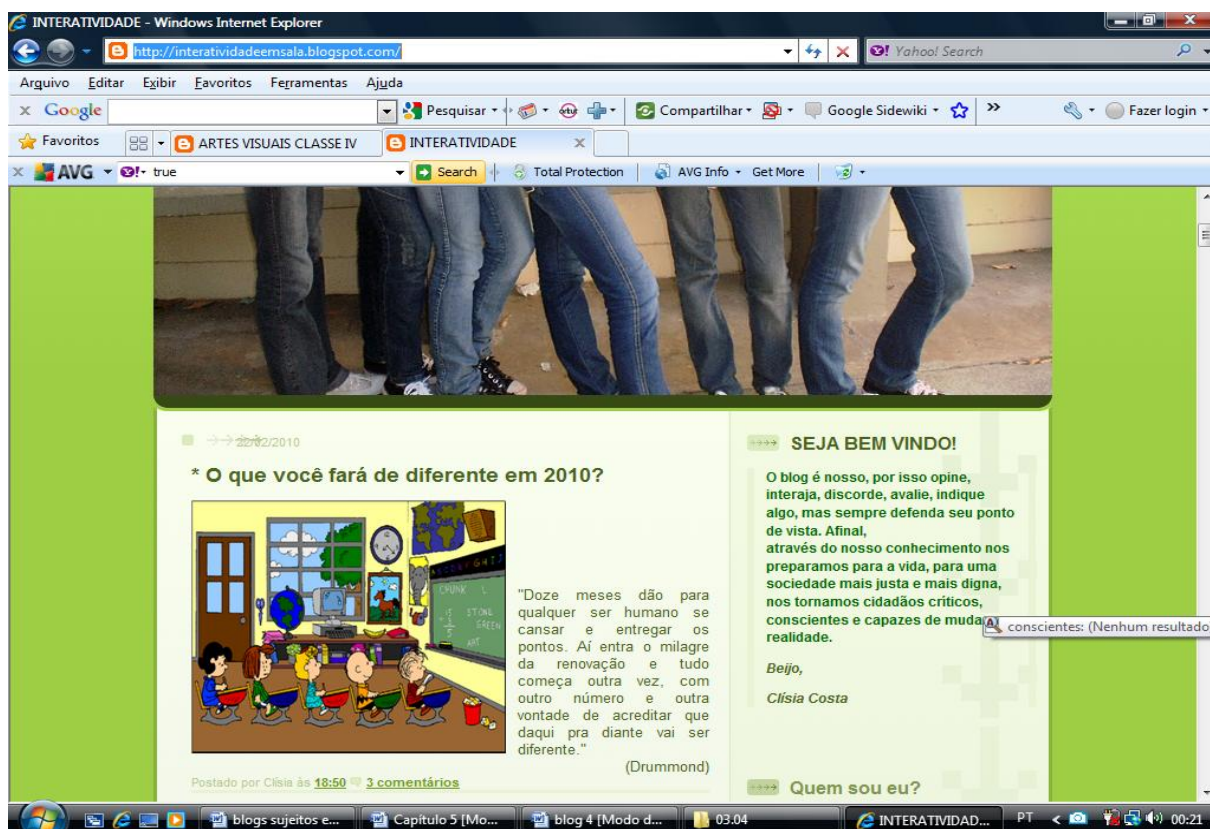 INTERATIVIDADE - Windows Internet Explorer
http://interatividadeemsala.blogspot.com/
Yahoo! Search
Arquivo Editar Exibir Favoritos Ferramentas Ajuda
x Google Pesquisar Compartilhar Google Sidewiki >> Fazer login
Favoritos ARTES VISUAIS CLASSE IV INTERATIVIDADE x
x AVG true Search Total Protection AVG Info Get More
22/02/2010
* O que você fará de diferente em 2010?
"Doze meses dão para
qualquer ser humano se
cansar e entregar os
pontos. Aí entra o milagre
da renovação e tudo
começa outra vez, com
outro número e outra
vontade de acreditar que
daqui pra diante vai ser
diferente."
(Drummond)
Postado por Clísia às 18:50 3 comentários
SEJA BEM VINDO!
O blog é nosso, por isso opine,
interaja, discorde, avalie, indique
algo, mas sempre defenda seu ponto
de vista. Afinal,
através do nosso conhecimento nos
preparamos para a vida, para uma
sociedade mais justa e mais digna,
nos tornamos cidadãos críticos,
conscientes e capazes de muda
realidade.
conscientes: (Nenhum resultado
Beijo,
Clísia Costa
Quem sou eu?
blogs sujeitos e... Capítulo 5 [Mo... blog 4 [Modo d... 03.04 INTERATIVIDAD... PT < 00:21